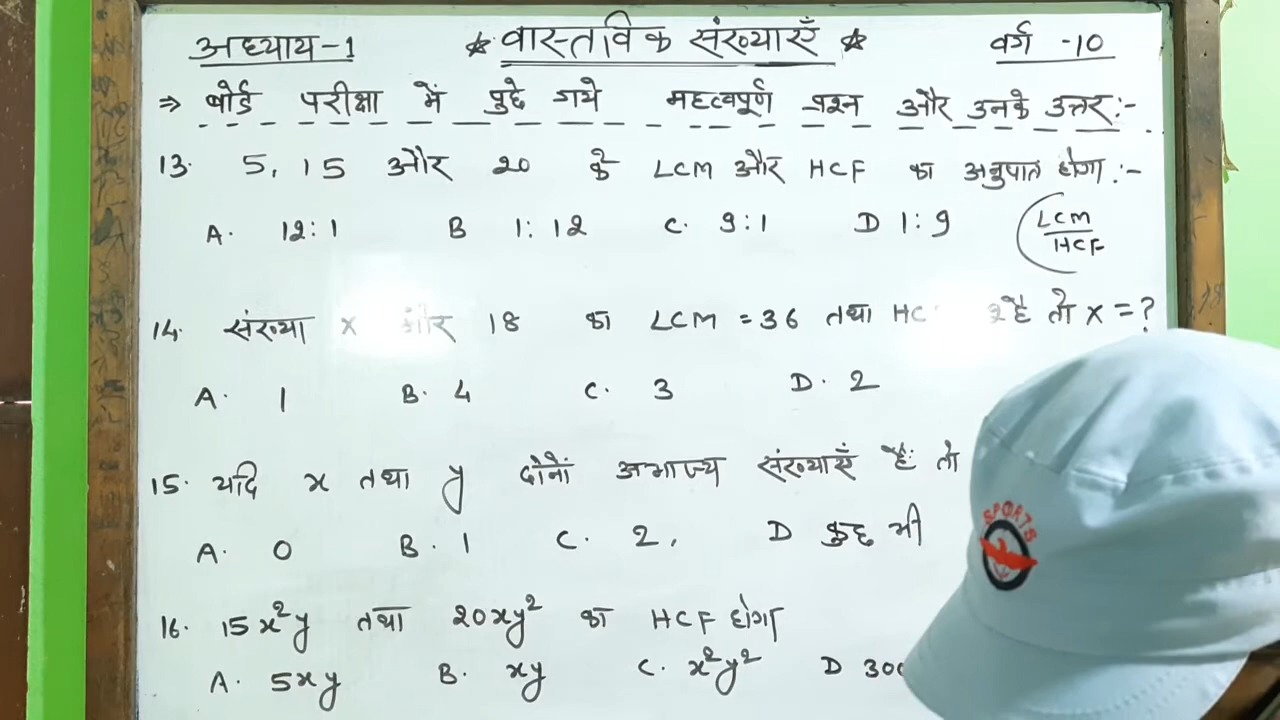 अध्याय-1 ☆ वास्तविक संख्याएँ ☆ वर्ग -10
⇒ बोर्ड परीक्षा में पुछे गये महत्वपूर्ण प्रश्न और उनके उत्तर:-
13. 5, 15 और 20 के LCM और HCF का अनुपात होगा:-
A. 12:1 B 1:12 C. 9:1 D 1:9 LCM/HCF
14. संख्या x और 18 का LCM = 36 तथा HC 2 है तो x = ?
A. 1 B. 4 C. 3 D. 2
15. यदि x तथा y दोनों अभाज्य संख्याएँ हैं तो
A. 0 B. 1 C. 2. D कुछ भी
16. 15x²y तथा 20xy² का HCF होगा
A. 5xy B. xy C. x²y² D 30
SPORTS